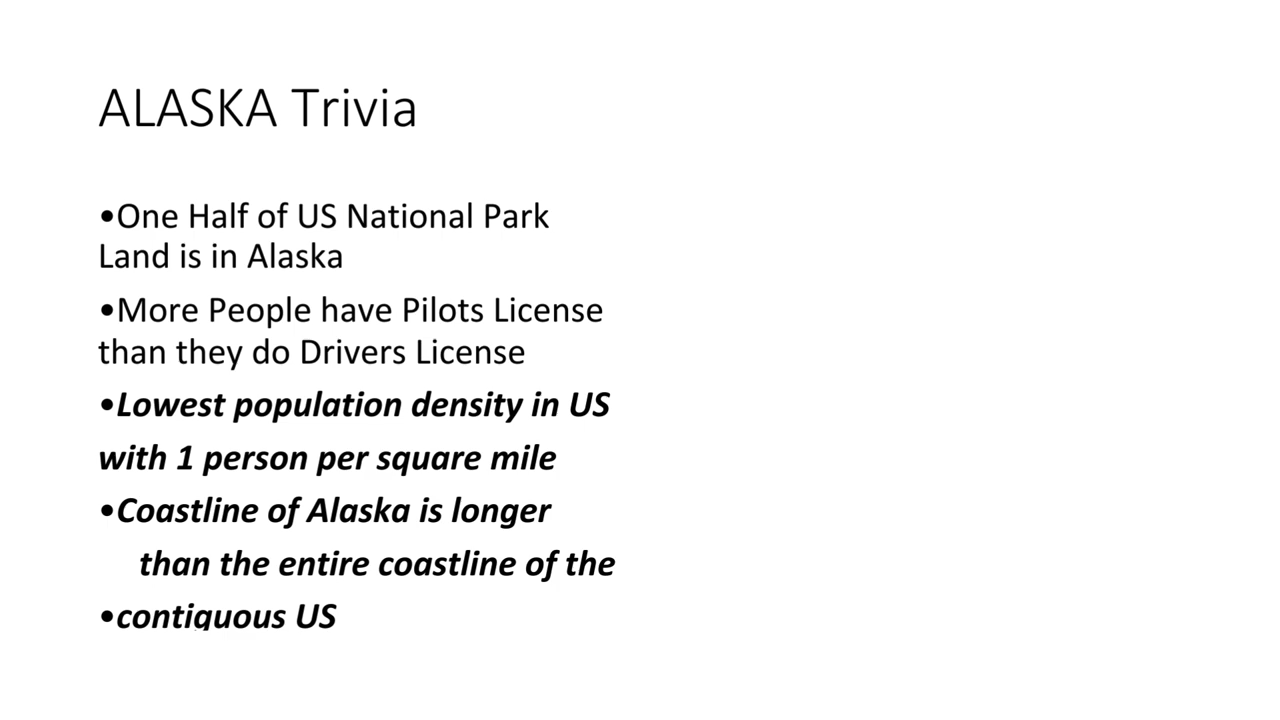 ALASKA Trivia
•One Half of US National Park
Land is in Alaska
•More People have Pilots License
than they do Drivers License
•Lowest population density in US
with 1 person per square mile
•Coastline of Alaska is longer
than the entire coastline of the
•contiguous US